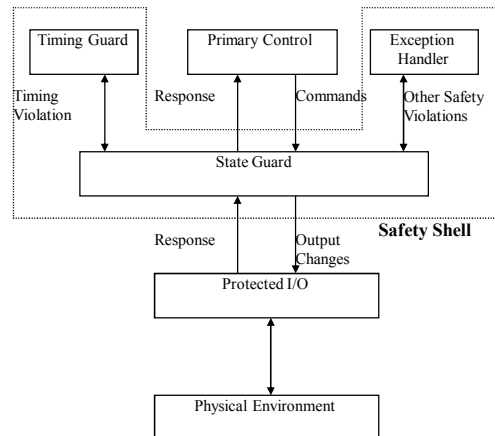 Timing Guard
Primary Control
Exception
Handler
Timing
Violation
Response
Commands
Other Safety
Violations
State Guard
Safety Shell
Response
Output
Changes
Protected I/O
Physical Environment